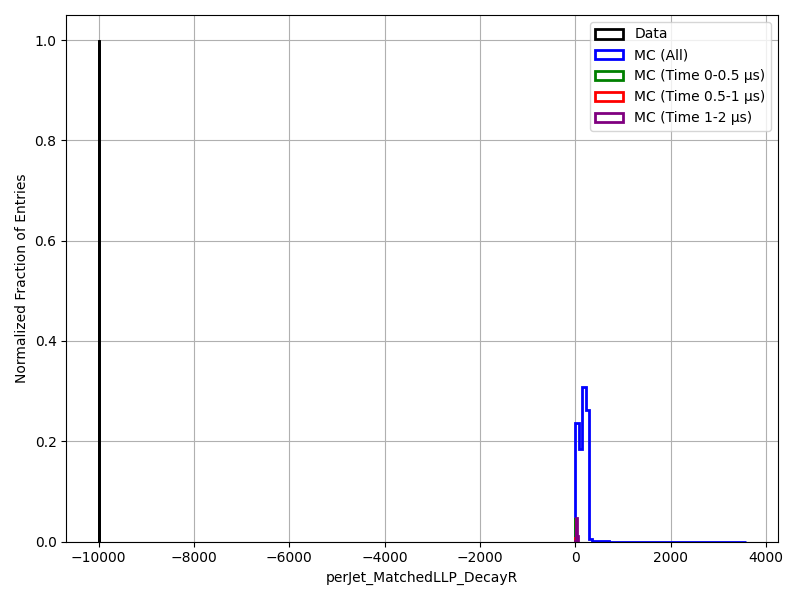 Data
MC (All)
MC (Time 0-0.5 µs)
MC (Time 0.5-1 µs)
MC (Time 1-2 µs)
Normalized Fraction of Entries
1.0
0.8
0.6
0.4
0.2
0.0
−10000 −8000 −6000 −4000 −2000 0 2000 4000
perJet_MatchedLLP_DecayR